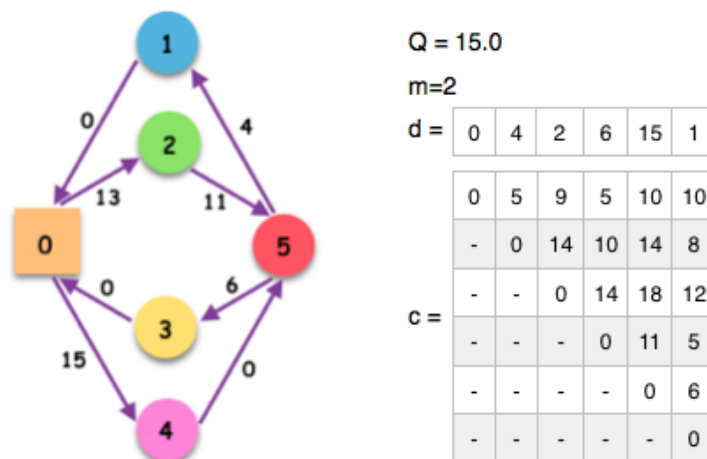 1
0
4
2
13
11
0
5
0
6
3
15
0
4
Q = 15.0
m=2
d = 0 4 2 6 15 1
c =
0 5 9 5 10 10
- 0 14 10 14 8
- - 0 14 18 12
- - - 0 11 5
- - - - 0 6
- - - - - 0